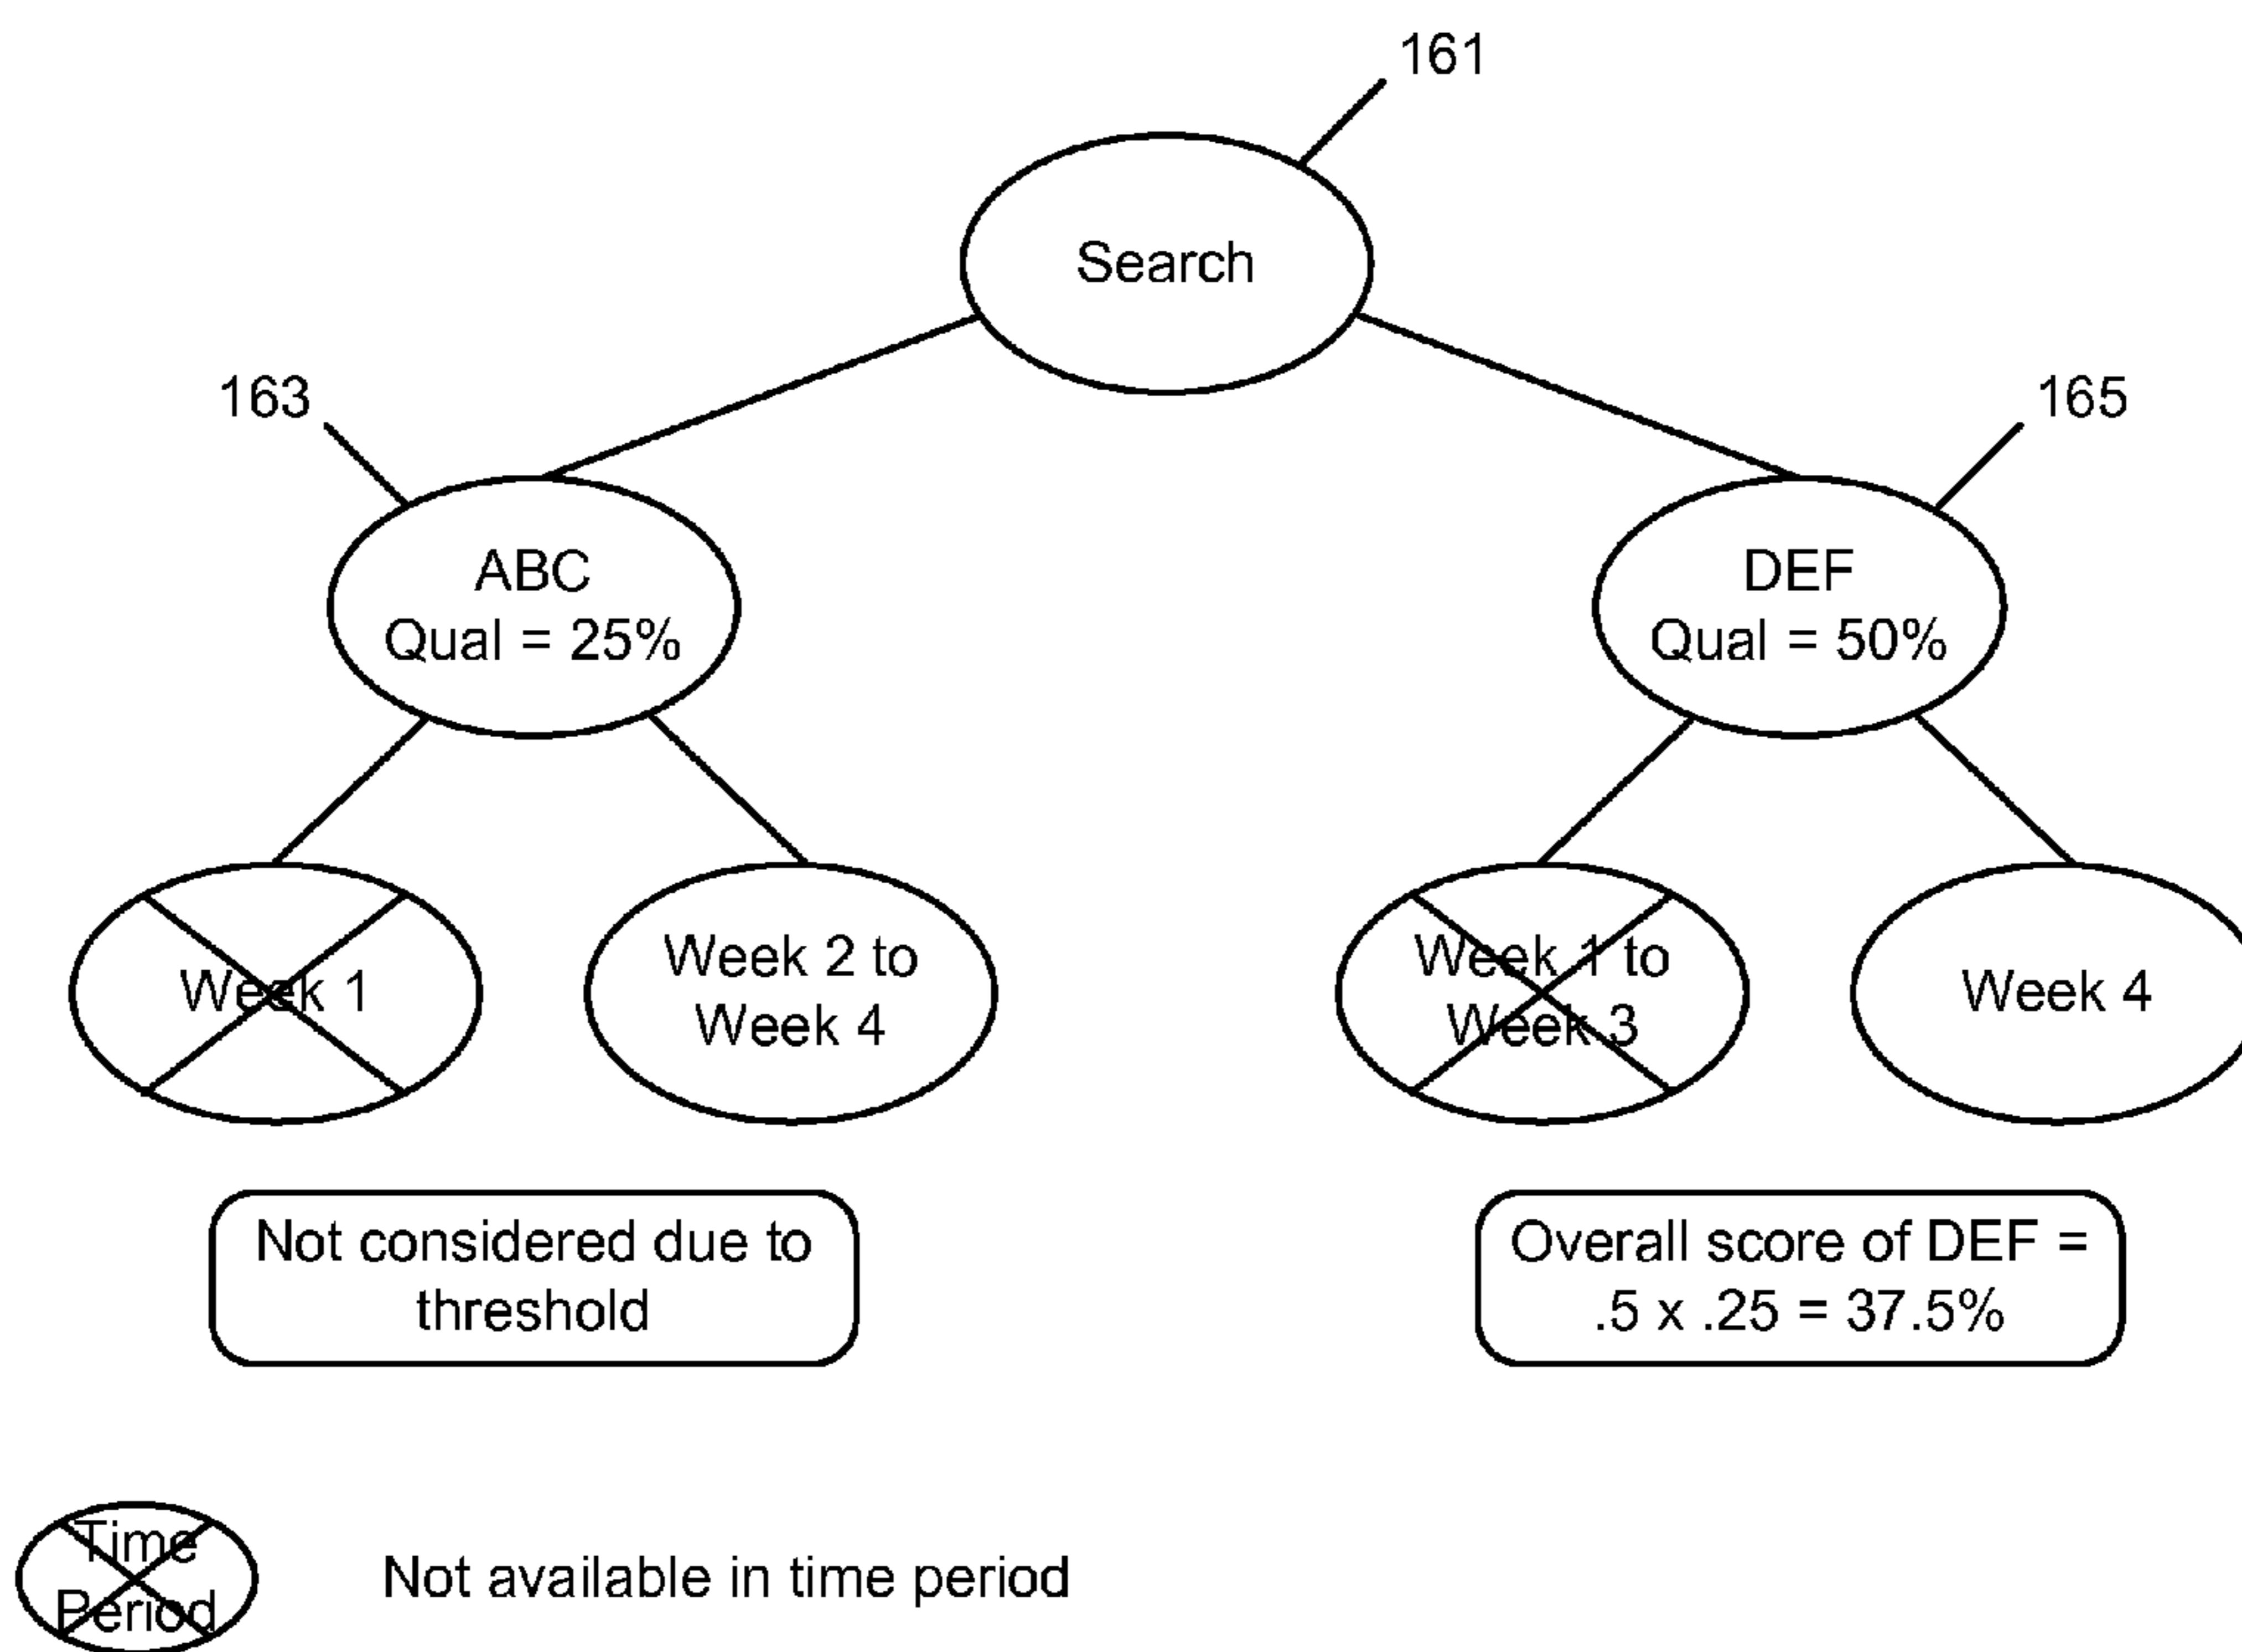 161
Search
163
165
ABC
Qual = 25%
DEF
Qual = 50%
Week 1
Week 2 to
Week 4
Week 1 to
Week 3
Week 4
Not considered due to
threshold
Overall score of DEF =
.5 x .25 = 37.5%
Time
Period
Not available in time period